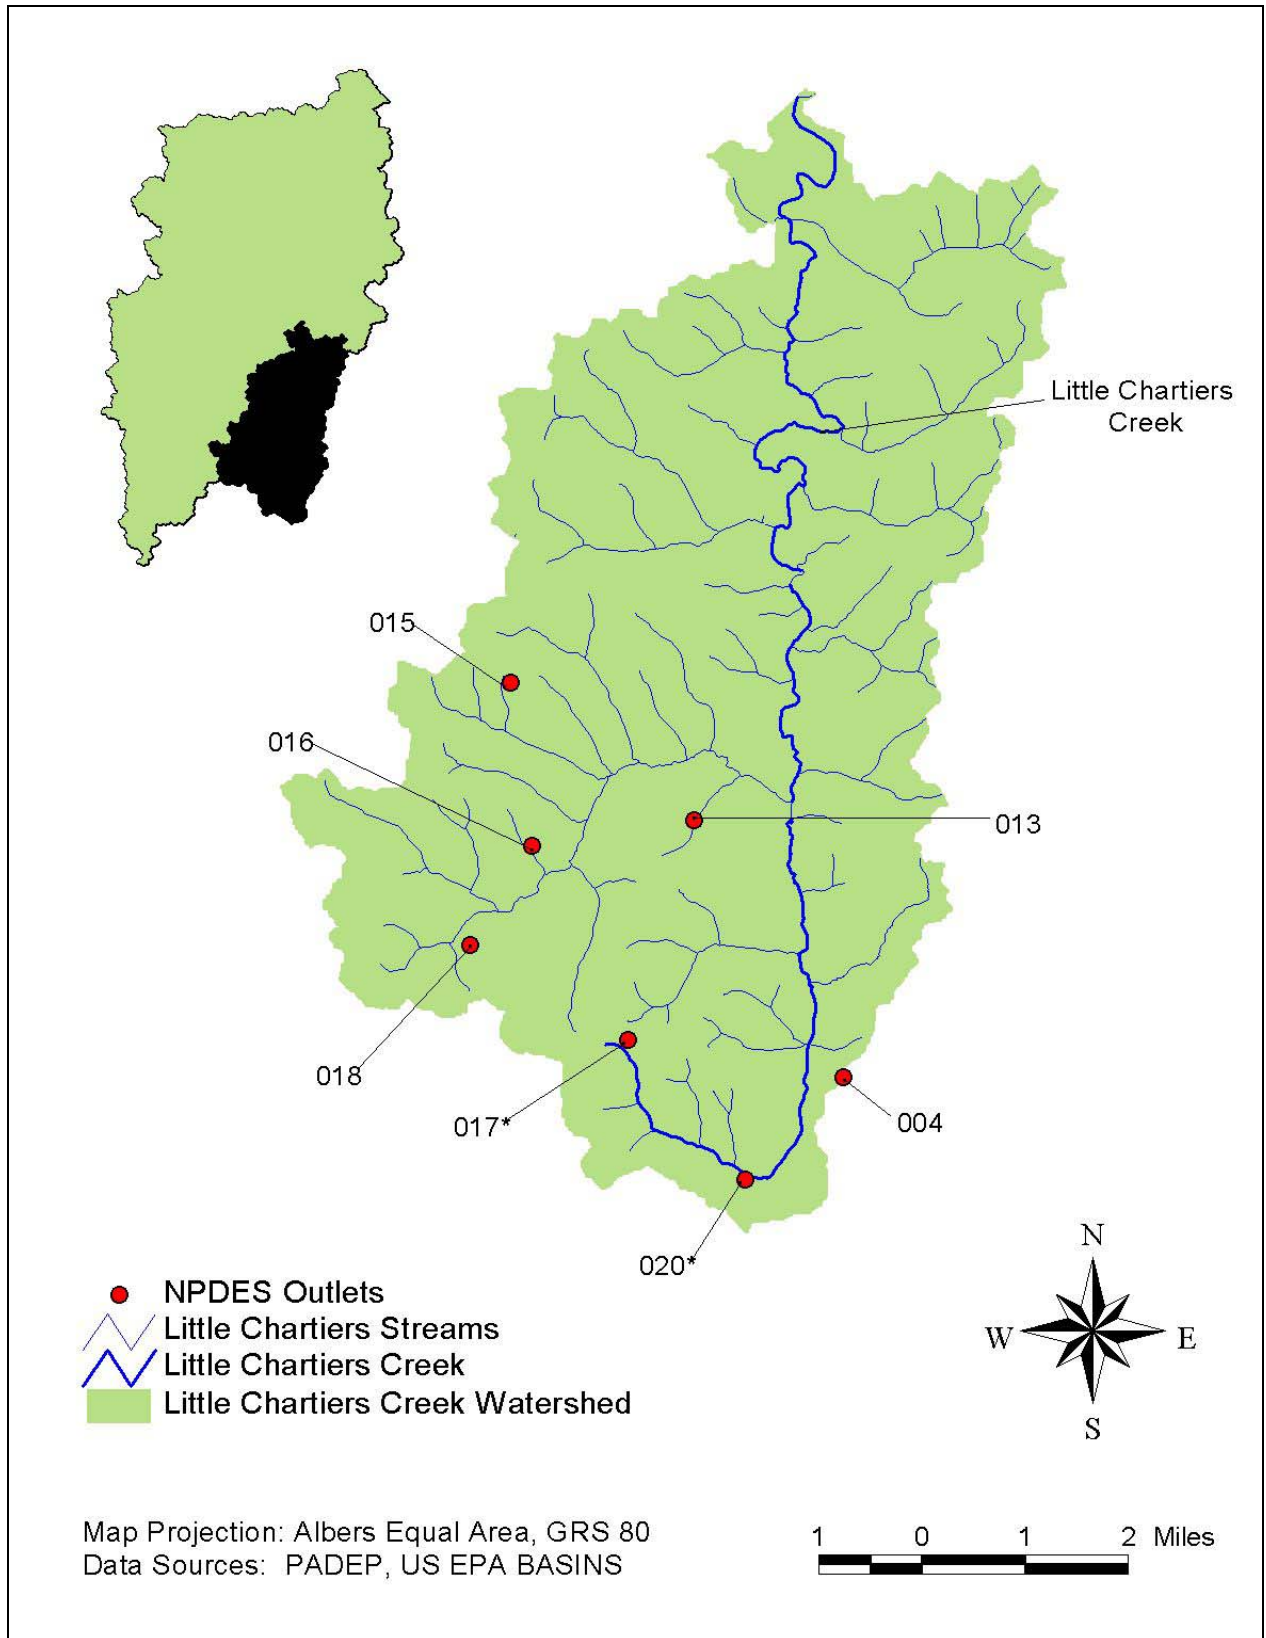 Little Chartiers
Creek
015
016
013
018
017*
004
020*
N
W
E
S
NPDES Outlets
Little Chartiers Streams
Little Chartiers Creek
Little Chartiers Creek Watershed
Map Projection: Albers Equal Area, GRS 80
Data Sources: PADEP, US EPA BASINS
1 0 1 2 Miles